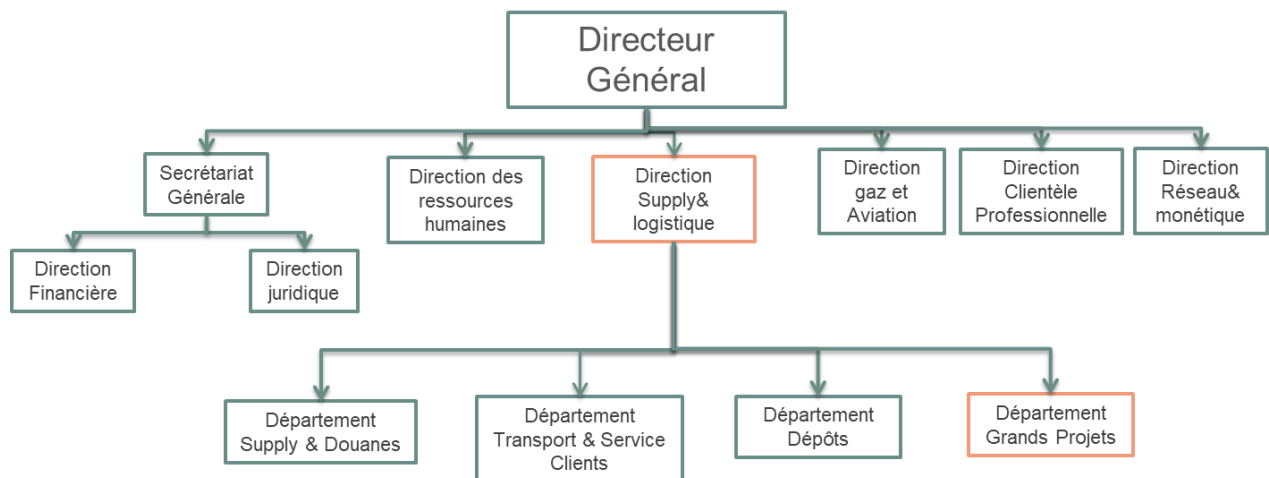 Directeur
Général
Secrétariat
Générale
Direction des
ressources
humaines
Direction
Supply&
logistique
Direction
gaz et
Aviation
Direction
Clientèle
Professionnelle
Direction
Réseau&
monétique
Direction
Financière
Direction
juridique
Département
Supply & Douanes
Département
Transport & Service
Clients
Département
Dépôts
Département
Grands Projets